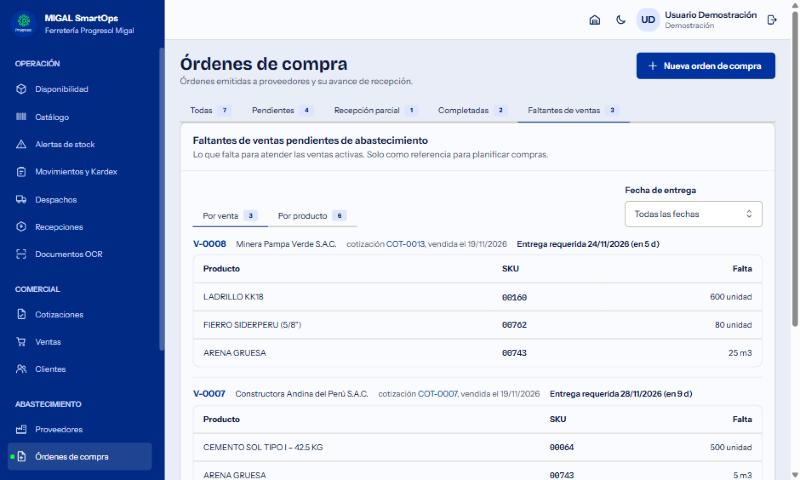 MIGAL SmartOps
Ferretería Progresol Migal
OPERACIÓN
Disponibilidad
Catálogo
Alertas de stock
Movimientos y Kardex
Despachos
Recepciones
Documentos OCR
COMERCIAL
Cotizaciones
Ventas
Clientes
ABASTECIMIENTO
Proveedores
Órdenes de compra
UD
Usuario Demostración
Demostración
Órdenes de compra
Órdenes emitidas a proveedores y su avance de recepción.
Nueva orden de compra
Todas 7 Pendientes 4 Recepción parcial 1 Completadas 2 Faltantes de ventas 3
Faltantes de ventas pendientes de abastecimiento
Lo que falta para atender las ventas activas. Solo como referencia para planificar compras.
Fecha de entrega
Por venta 3 Por producto 6 Todas las fechas
V-0008 Minera Pampa Verde S.A.C. cotización COT-0013, vendida el 19/11/2026 Entrega requerida 24/11/2026 (en 5 d)
Producto SKU Falta
LADRILLO KK18 00160 600 unidad
FIERRO SIDERPERU (5/8") 00762 80 unidad
ARENA GRUESA 00743 25 m3
V-0007 Constructora Andina del Perú S.A.C. cotización COT-0007, vendida el 19/11/2026 Entrega requerida 28/11/2026 (en 9 d)
Producto SKU Falta
CEMENTO SOL TIPO I – 42.5 KG 00064 500 unidad
ARENA GRUESA 00743 5 m3